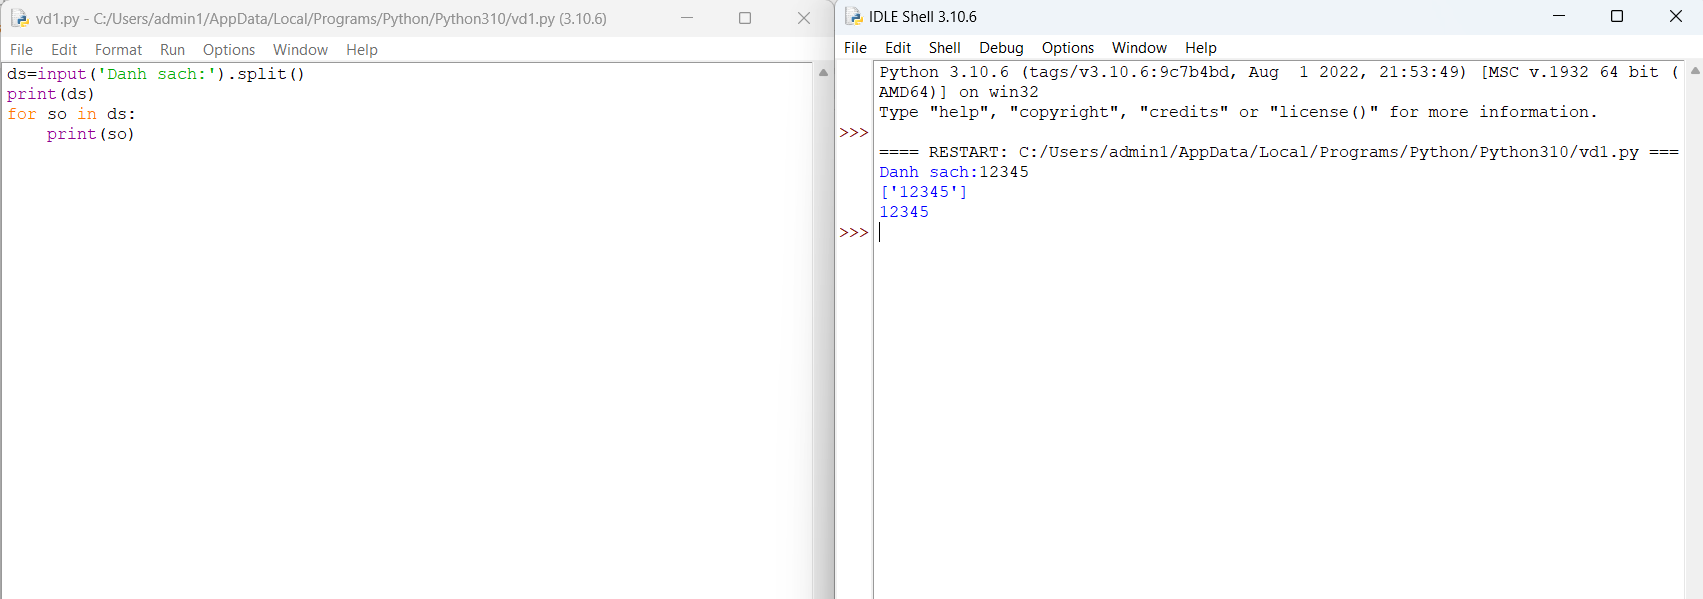 vd1.py - C:/Users/admin1/AppData/Local/Programs/Python/Python310/vd1.py (3.10.6)
File Edit Format Run Options Window Help
ds=input('Danh sach:').split()
print(ds)
for so in ds:
    print(so)
IDLE Shell 3.10.6
File Edit Shell Debug Options Window Help
Python 3.10.6 (tags/v3.10.6:9c7b4bd, Aug  1 2022, 21:53:49) [MSC v.1932 64 bit (
AMD64)] on win32
Type "help", "copyright", "credits" or "license()" for more information.
>>>
==== RESTART: C:/Users/admin1/AppData/Local/Programs/Python/Python310/vd1.py ===
Danh sach:12345
['12345']
12345
>>>